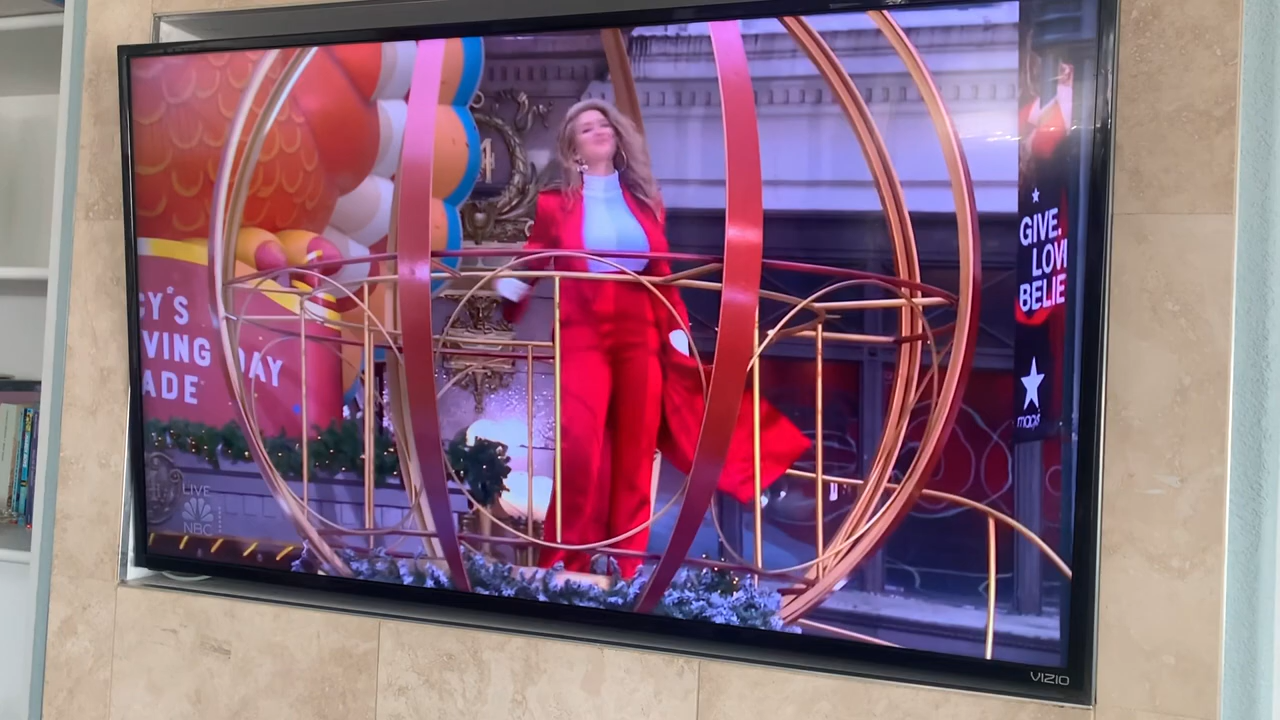 CY'S
VING DAY
ADE
LIVE
NBC
GIVE.
LOV
BELIE
macy's
VIZIO